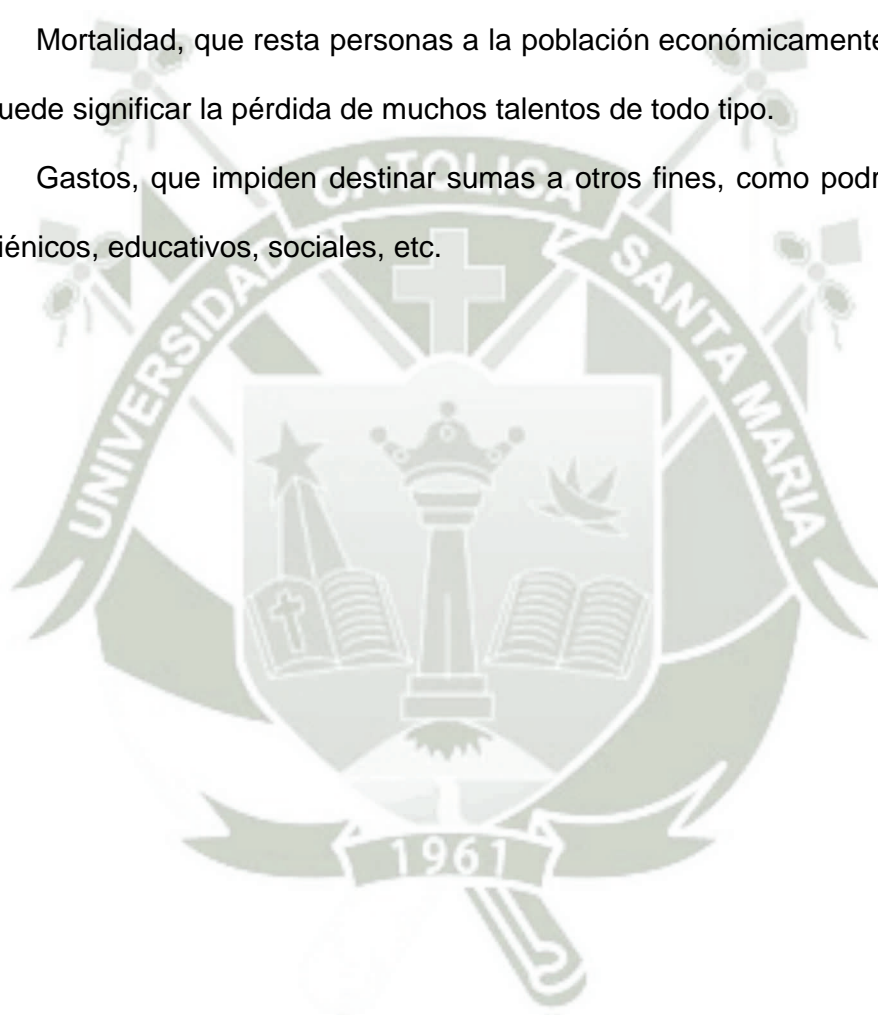 Mortalidad, que resta personas a la población económicamente
uede significar la pérdida de muchos talentos de todo tipo.
Gastos, que impiden destinar sumas a otros fines, como podr
iénicos, educativos, sociales, etc.
UNIVERSIDAD CATOLICA SANTA MARIA
1961